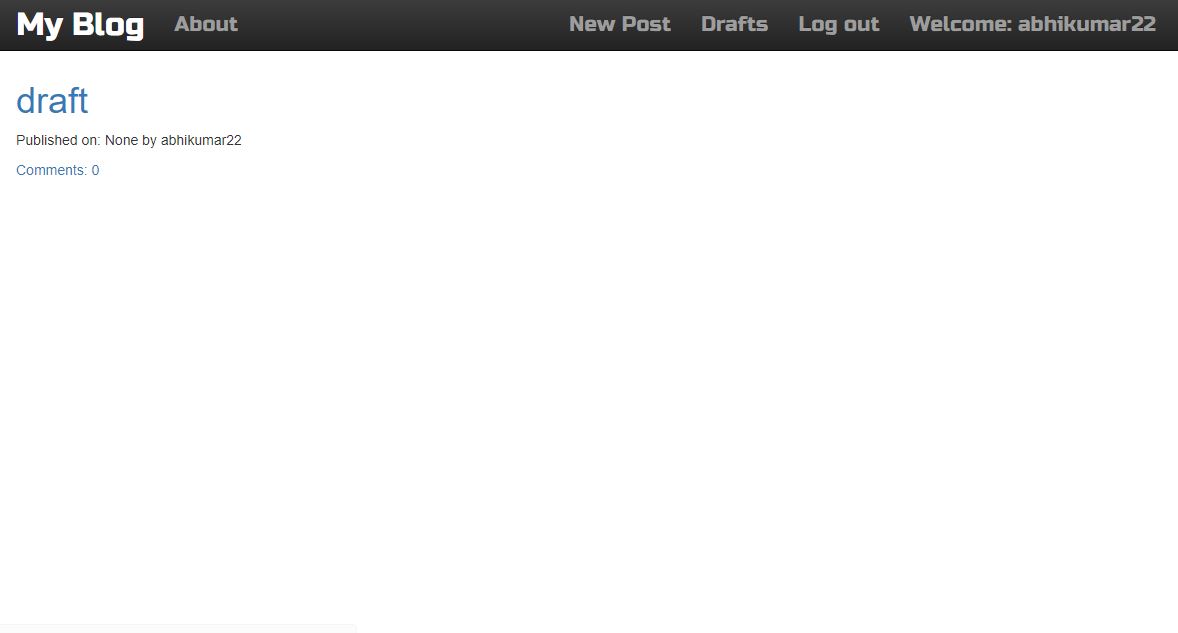 My Blog About New Post Drafts Log out Welcome: abhikumar22
draft
Published on: None by abhikumar22
Comments: 0